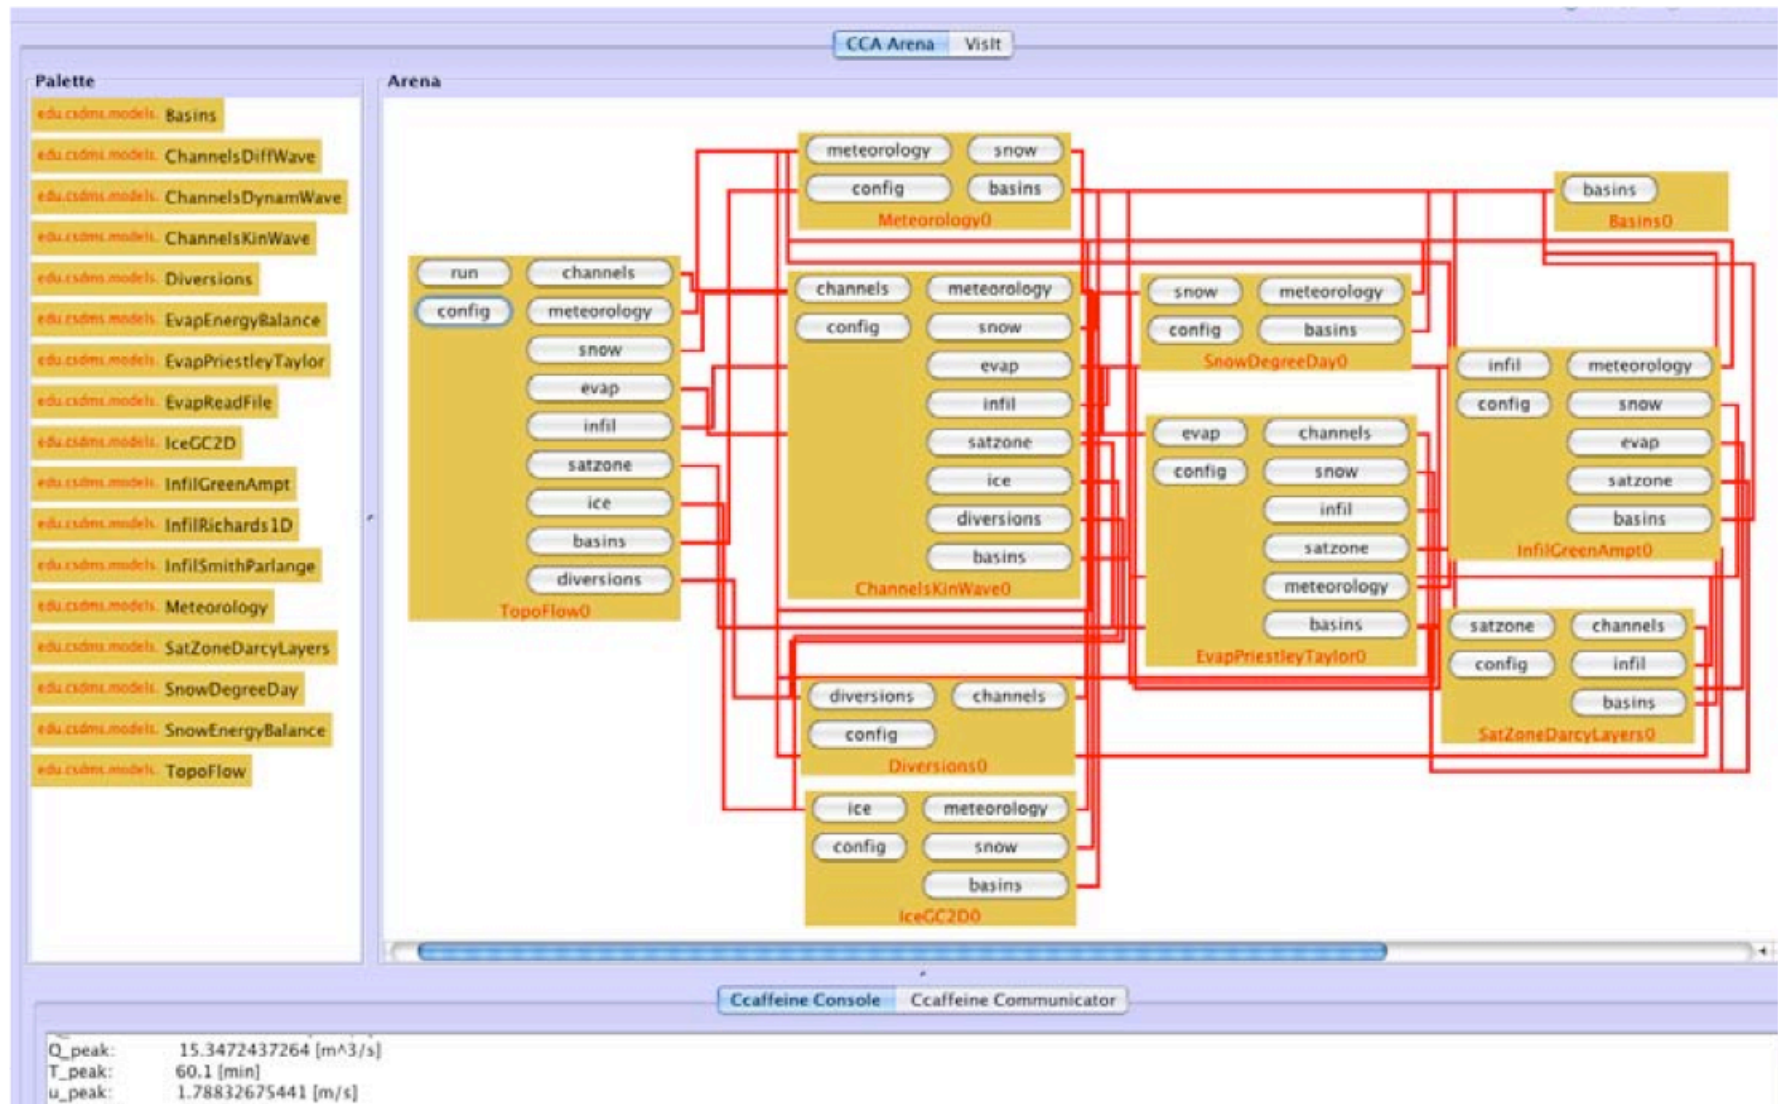 CCA Arena VisIt
Palette
edu.csdms.models. Basins
edu.csdms.models. ChannelsDiffWave
edu.csdms.models. ChannelsDynamWave
edu.csdms.models. ChannelsKinWave
edu.csdms.models. Diversions
edu.csdms.models. EvapEnergyBalance
edu.csdms.models. EvapPriestleyTaylor
edu.csdms.models. EvapReadFile
edu.csdms.models. IceGC2D
edu.csdms.models. InfilGreenAmpt
edu.csdms.models. InfilRichards1D
edu.csdms.models. InfilSmithParlange
edu.csdms.models. Meteorology
edu.csdms.models. SatZoneDarcyLayers
edu.csdms.models. SnowDegreeDay
edu.csdms.models. SnowEnergyBalance
edu.csdms.models. TopoFlow
Arena
run channels
config meteorology
snow
evap
infil
satzone
ice
basins
diversions
TopoFlow0
meteorology snow
config basins
Meteorology0
channels meteorology
config snow
evap
infil
satzone
ice
diversions
basins
ChannelsKinWave0
diversions channels
config
Diversions0
ice meteorology
config snow
basins
IceGC2D0
snow meteorology
config basins
SnowDegreeDay0
evap channels
config snow
infil
satzone
meteorology
basins
EvapPriestleyTaylor0
basins
Basins0
infil meteorology
config snow
evap
satzone
basins
InfilGreenAmpt0
satzone channels
config infil
basins
SatZoneDarcyLayers0
Ccaffeine Console Ccaffeine Communicator
Q_peak: 15.3472437264 [m^3/s]
T_peak: 60.1 [min]
u_peak: 1.78832675441 [m/s]